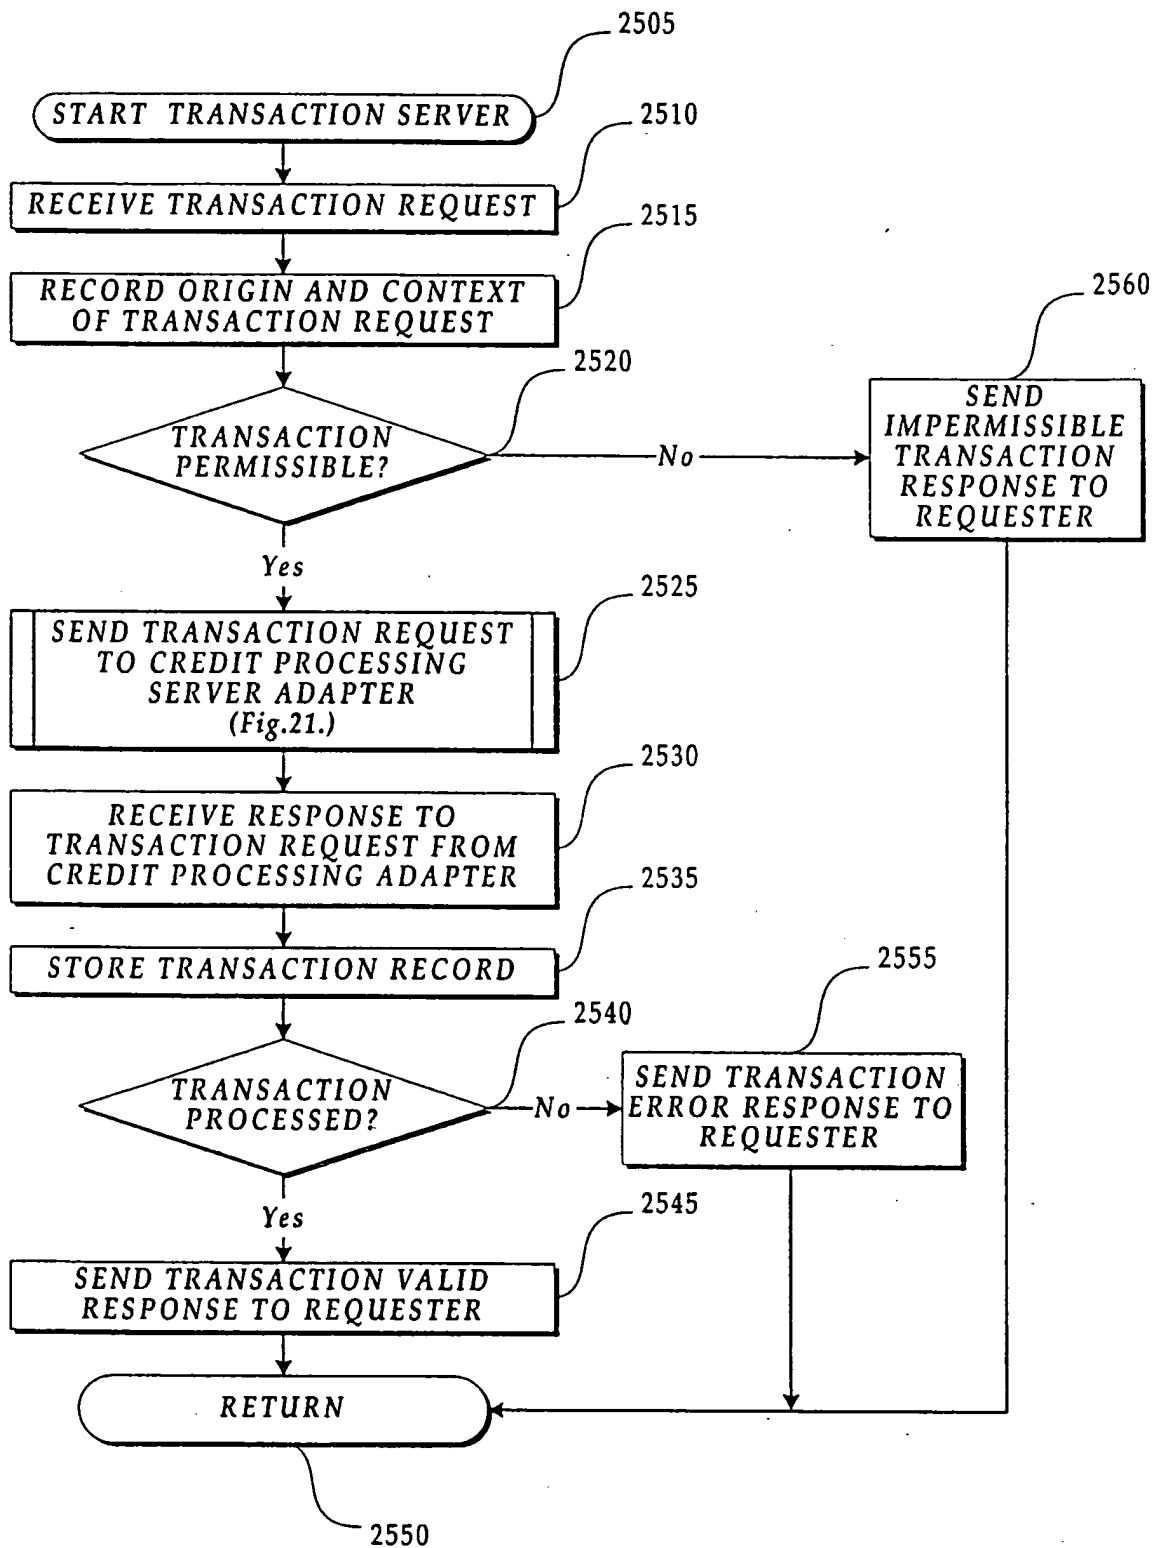 2505
START TRANSACTION SERVER
2510
RECEIVE TRANSACTION REQUEST
2515
RECORD ORIGIN AND CONTEXT
OF TRANSACTION REQUEST
2520
TRANSACTION
PERMISSIBLE?
No
2560
SEND
IMPERMISSIBLE
TRANSACTION
RESPONSE TO
REQUESTER
Yes
2525
SEND TRANSACTION REQUEST
TO CREDIT PROCESSING
SERVER ADAPTER
(Fig.21.)
2530
RECEIVE RESPONSE TO
TRANSACTION REQUEST FROM
CREDIT PROCESSING ADAPTER
2535
STORE TRANSACTION RECORD
2540
TRANSACTION
PROCESSED?
No
2555
SEND TRANSACTION
ERROR RESPONSE TO
REQUESTER
Yes
2545
SEND TRANSACTION VALID
RESPONSE TO REQUESTER
RETURN
2550